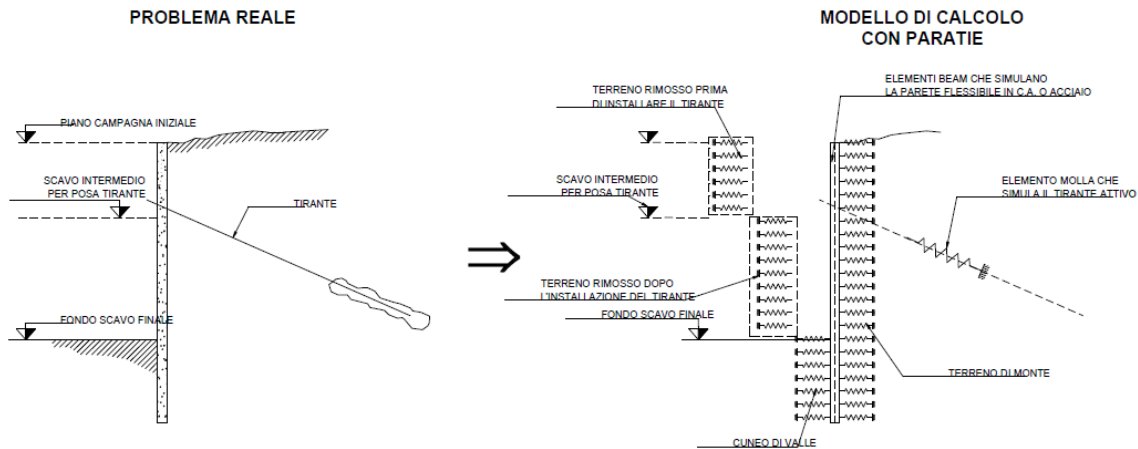 PROBLEMA REALE
PIANO CAMPAGNA INIZIALE
SCAVO INTERMEDIO
PER POSA TIRANTE
TIRANTE
FONDO SCAVO FINALE
MODELLO DI CALCOLO
CON PARATIE
TERRENO RIMOSSO PRIMA
DI INSTALLARE IL TIRANTE
ELEMENTI BEAM CHE SIMULANO
LA PARETE FLESSIBILE IN C.A. O ACCIAIO
SCAVO INTERMEDIO
PER POSA TIRANTE
ELEMENTO MOLLA CHE
SIMULA IL TIRANTE ATTIVO
TERRENO RIMOSSO DOPO
L'INSTALLAZIONE DEL TIRANTE
FONDO SCAVO FINALE
TERRENO DI MONTE
CUNEO DI VALLE